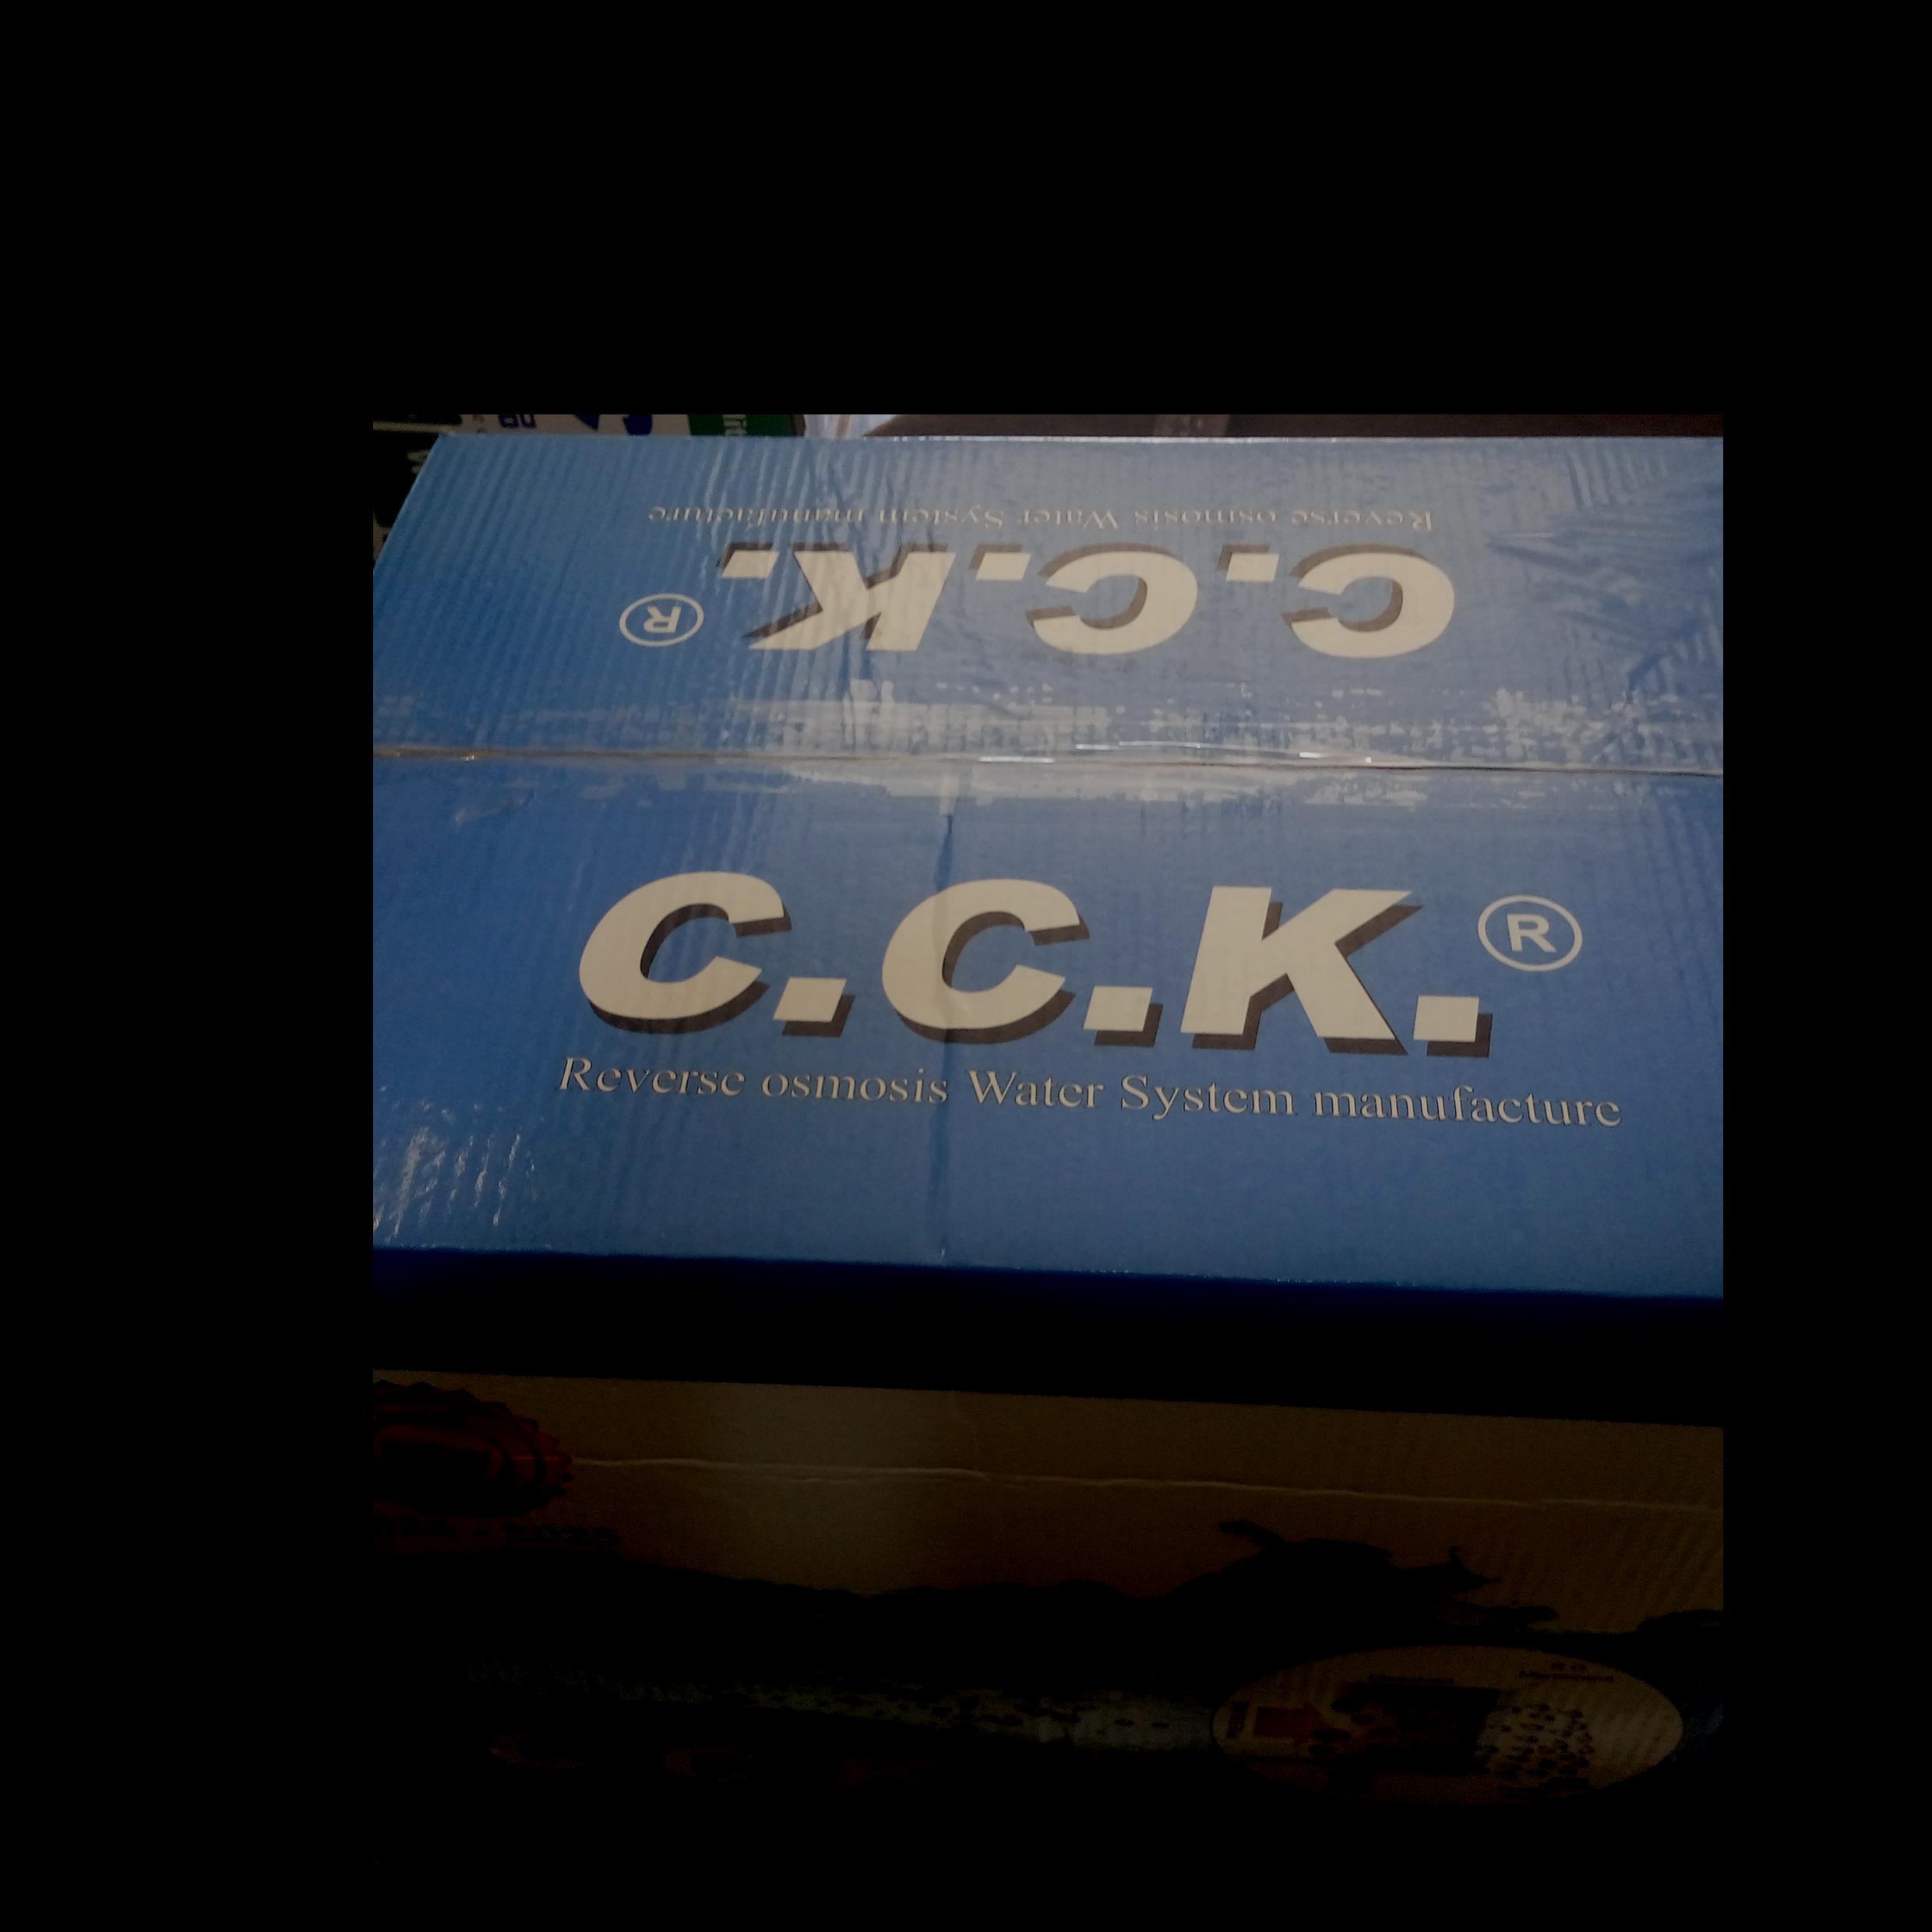 Reverse osmosis Water System manufacture
C.C.K. ®
C.C.K. ®
Reverse osmosis Water System manufacture